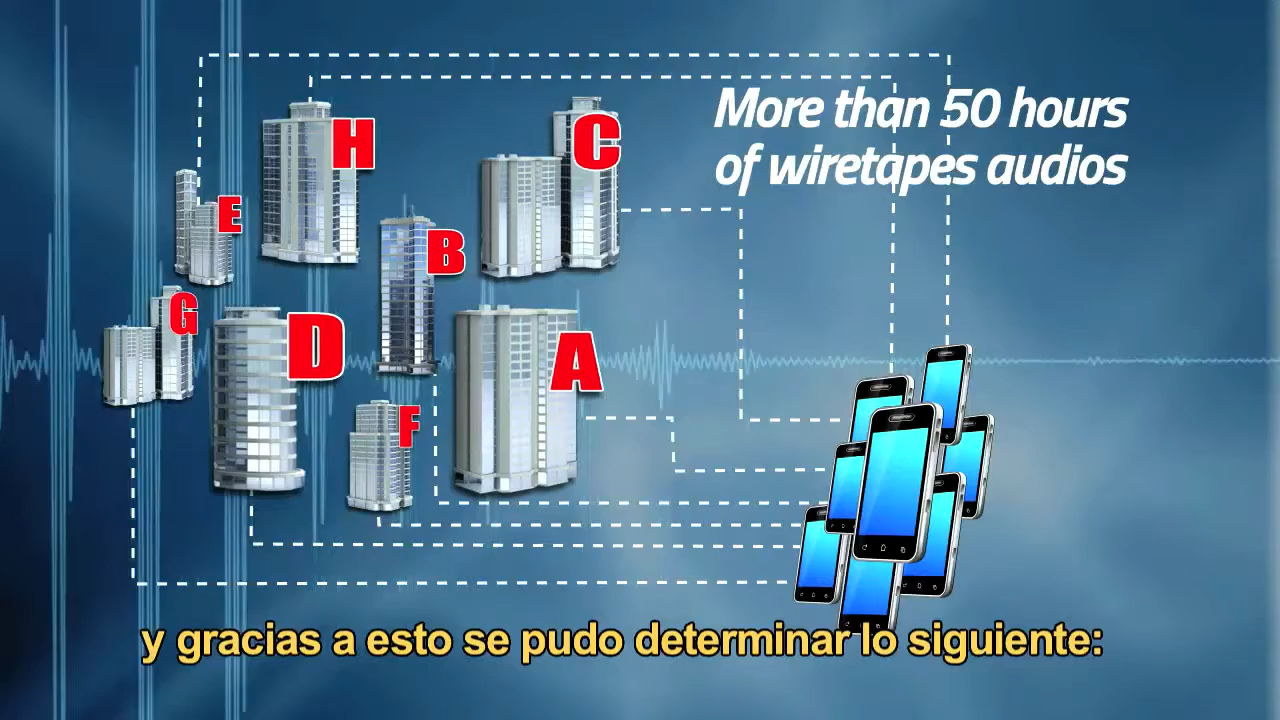 More than 50 hours
of wiretapes audios
H
C
E
B
G
D
A
F
y gracias a esto se pudo determinar lo siguiente: